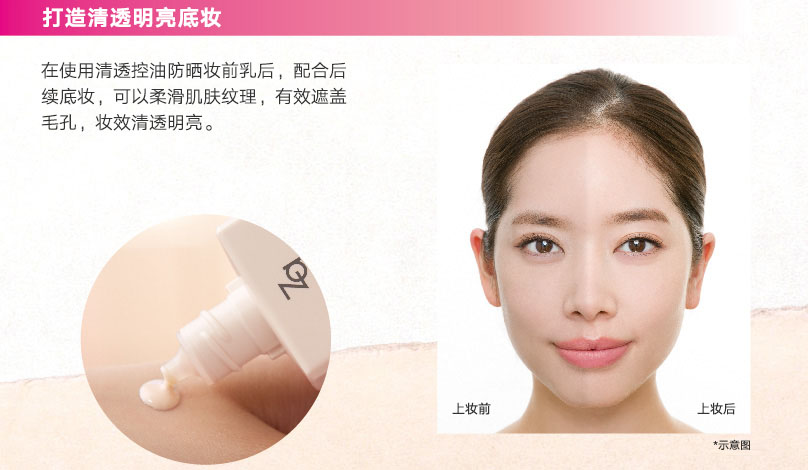 打造清透明亮底妆
在使用清透控油防晒妆前乳后，配合后
续底妆，可以柔滑肌肤纹理，有效遮盖
毛孔，妆效清透明亮。
上妆前
上妆后
*示意图